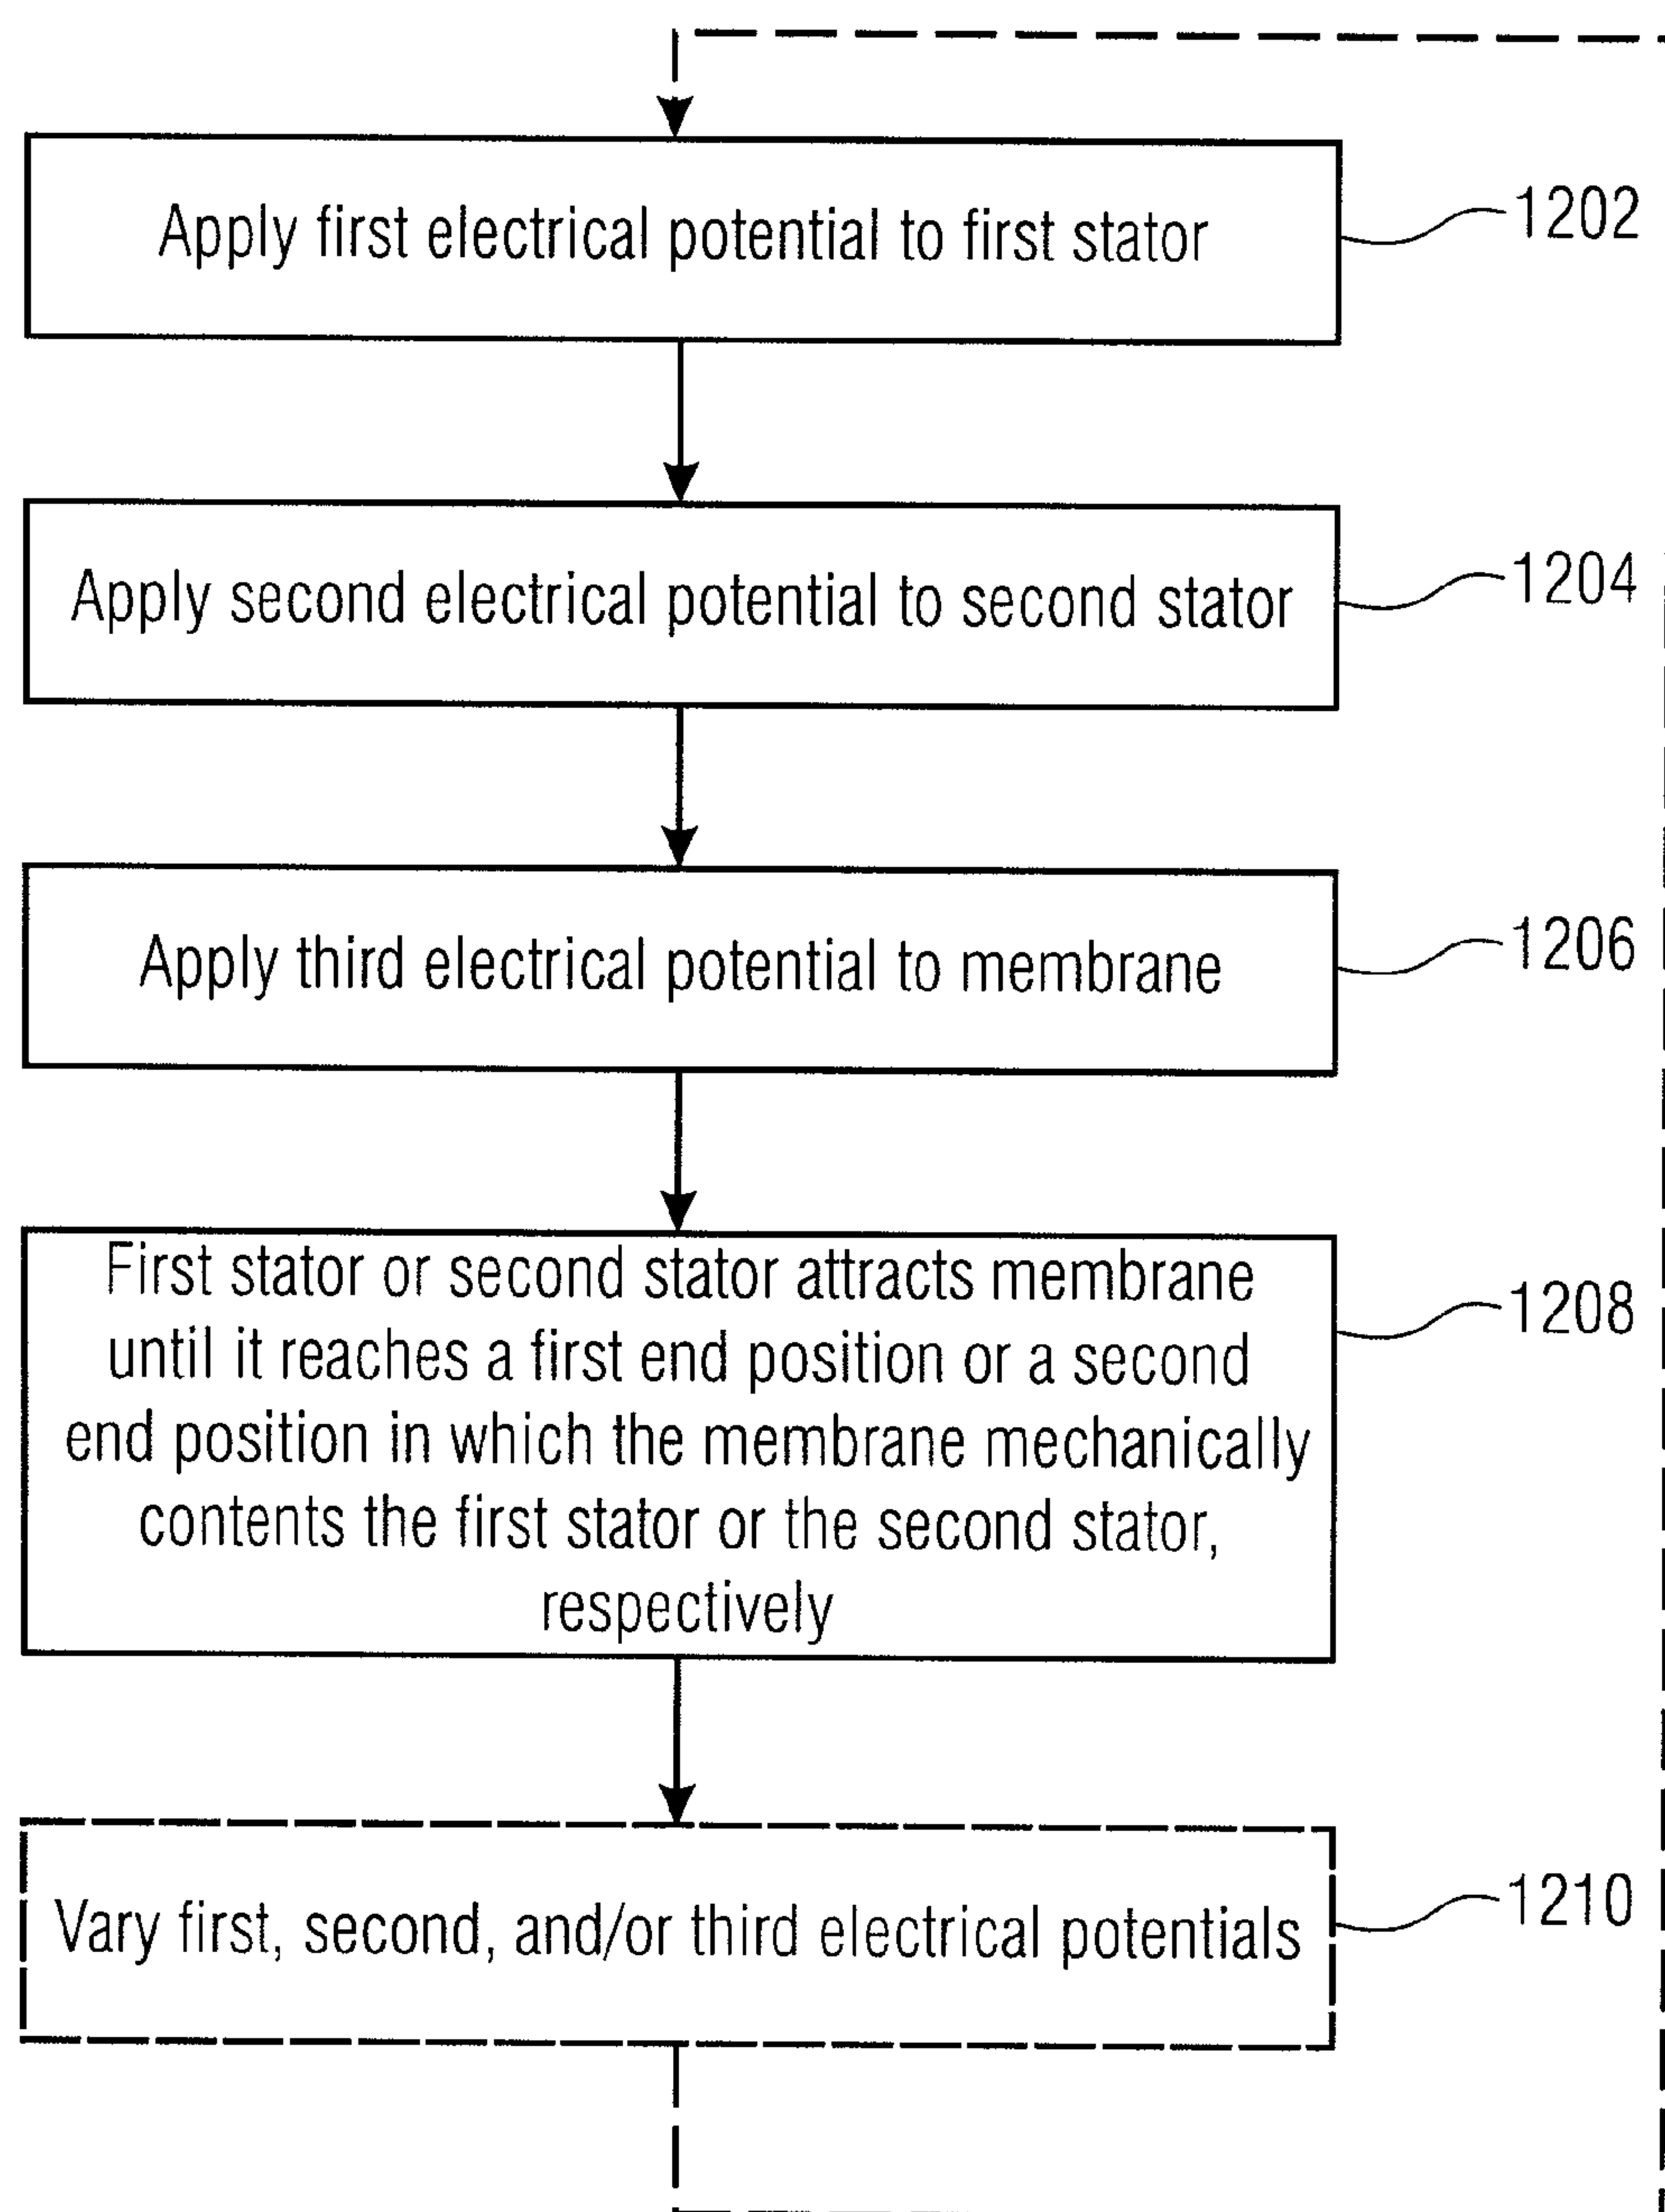 Apply first electrical potential to first stator
1202
Apply second electrical potential to second stator
1204
Apply third electrical potential to membrane
1206
First stator or second stator attracts membrane
until it reaches a first end position or a second
end position in which the membrane mechanically
contents the first stator or the second stator,
respectively
1208
Vary first, second, and/or third electrical potentials
1210